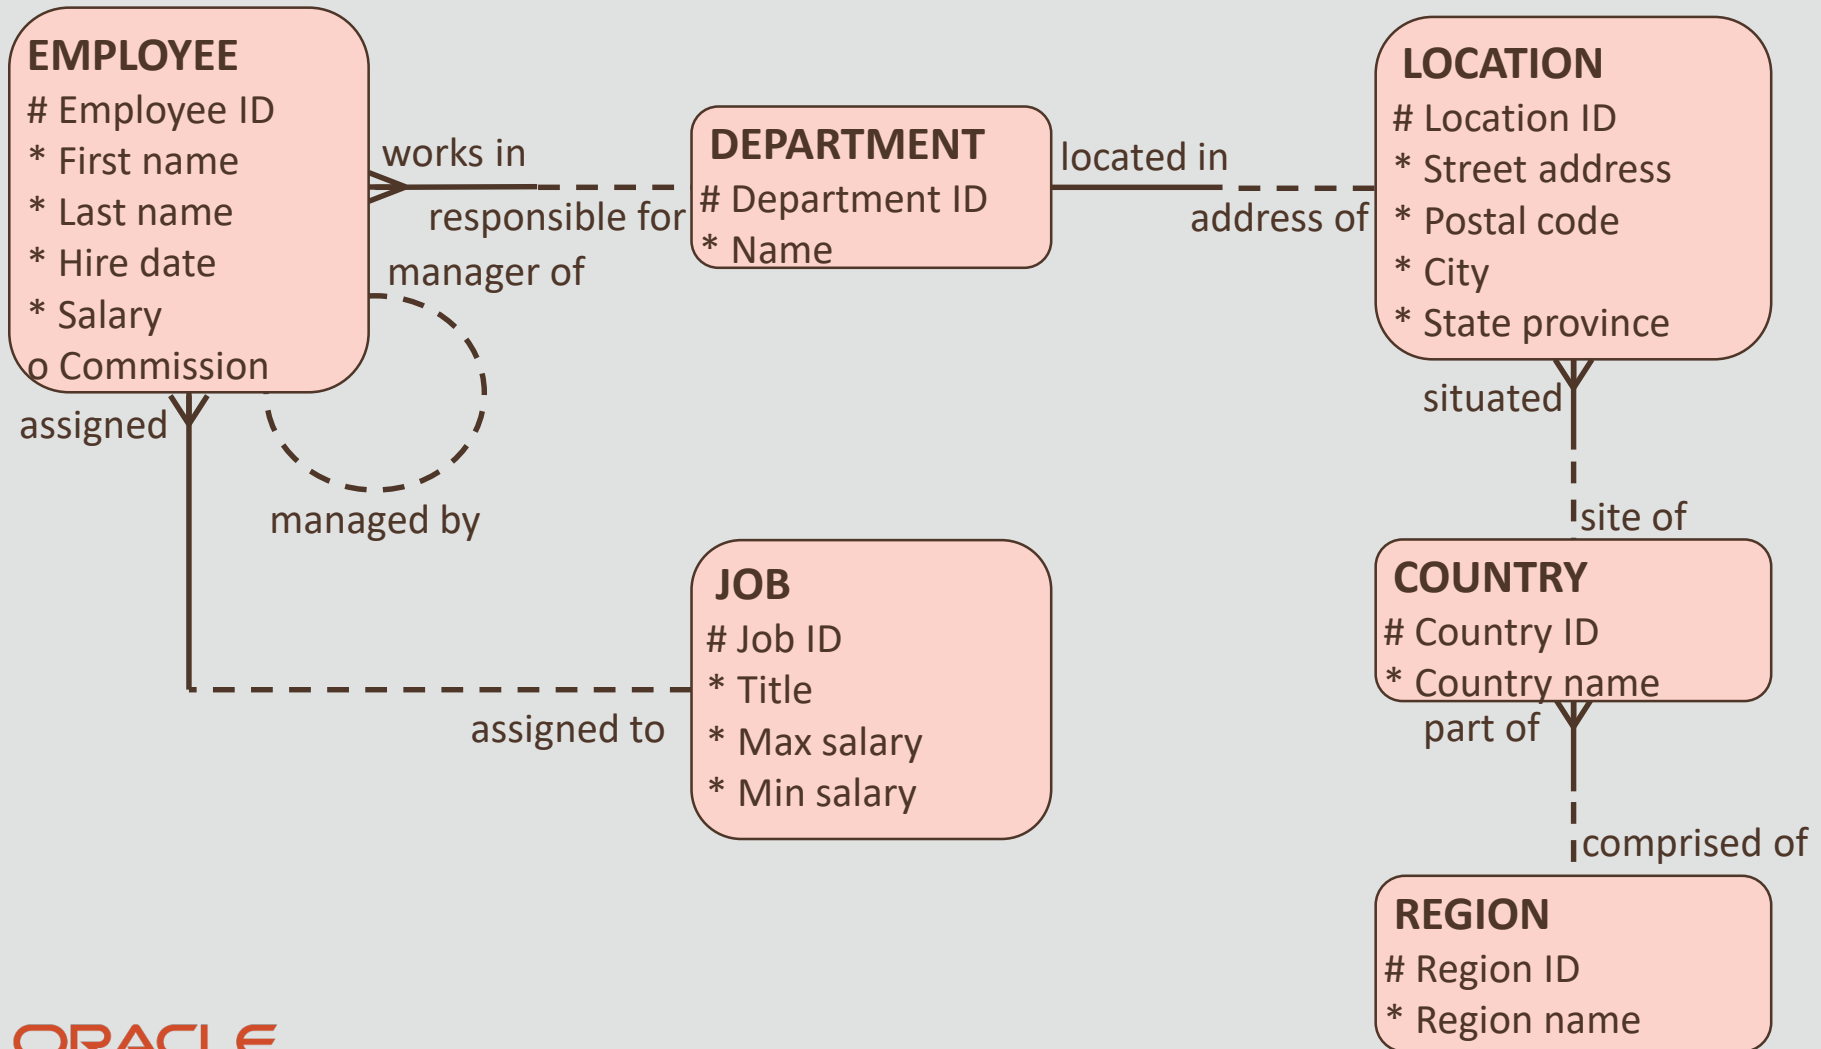 EMPLOYEE
# Employee ID
* First name
* Last name
* Hire date
* Salary
o Commission
works in
responsible for
manager of
managed by
assigned
assigned to
DEPARTMENT
# Department ID
* Name
located in
address of
LOCATION
# Location ID
* Street address
* Postal code
* City
* State province
situated
site of
JOB
# Job ID
* Title
* Max salary
* Min salary
COUNTRY
# Country ID
* Country name
part of
comprised of
REGION
# Region ID
* Region name
ORACLE